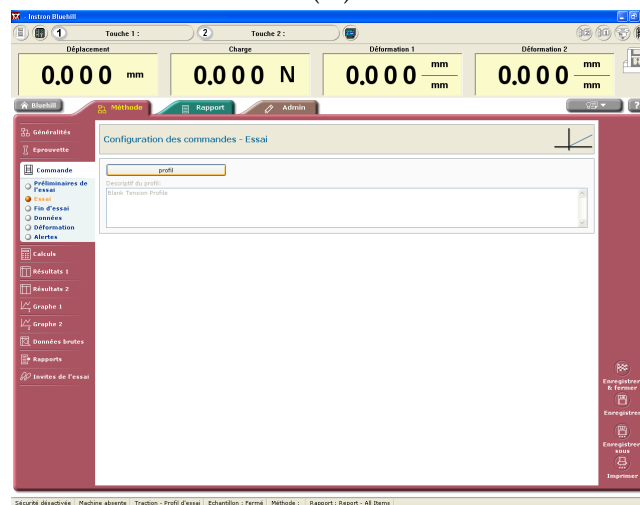 Instron Bluehill
1 Touche 1 : 2 Touche 2 :
Déplacement Charge Déformation 1 Déformation 2
0.000 mm 0.000 N 0.000 mm mm 0.000 mm mm
Bluehill Méthode Rapport Admin ?
Généralités
Eprouvette
Commande
Préliminaires de
l'essai
Essai
Fin d'essai
Données
Déformation
Alertes
Calculs
Résultats 1
Résultats 2
Graphe 1
Graphe 2
Données brutes
Rapports
Invites de l'essai
Configuration des commandes - Essai
profil
Descriptif du profil:
Blank Tension Profile
Enregistrer
& fermer
Enregistrer
Enregistrer
sous
Imprimer
Sécurité désactivée Machine absente Traction - Profil d'essai Echantillon : Fermé Méthode : Rapport : Report - All Items